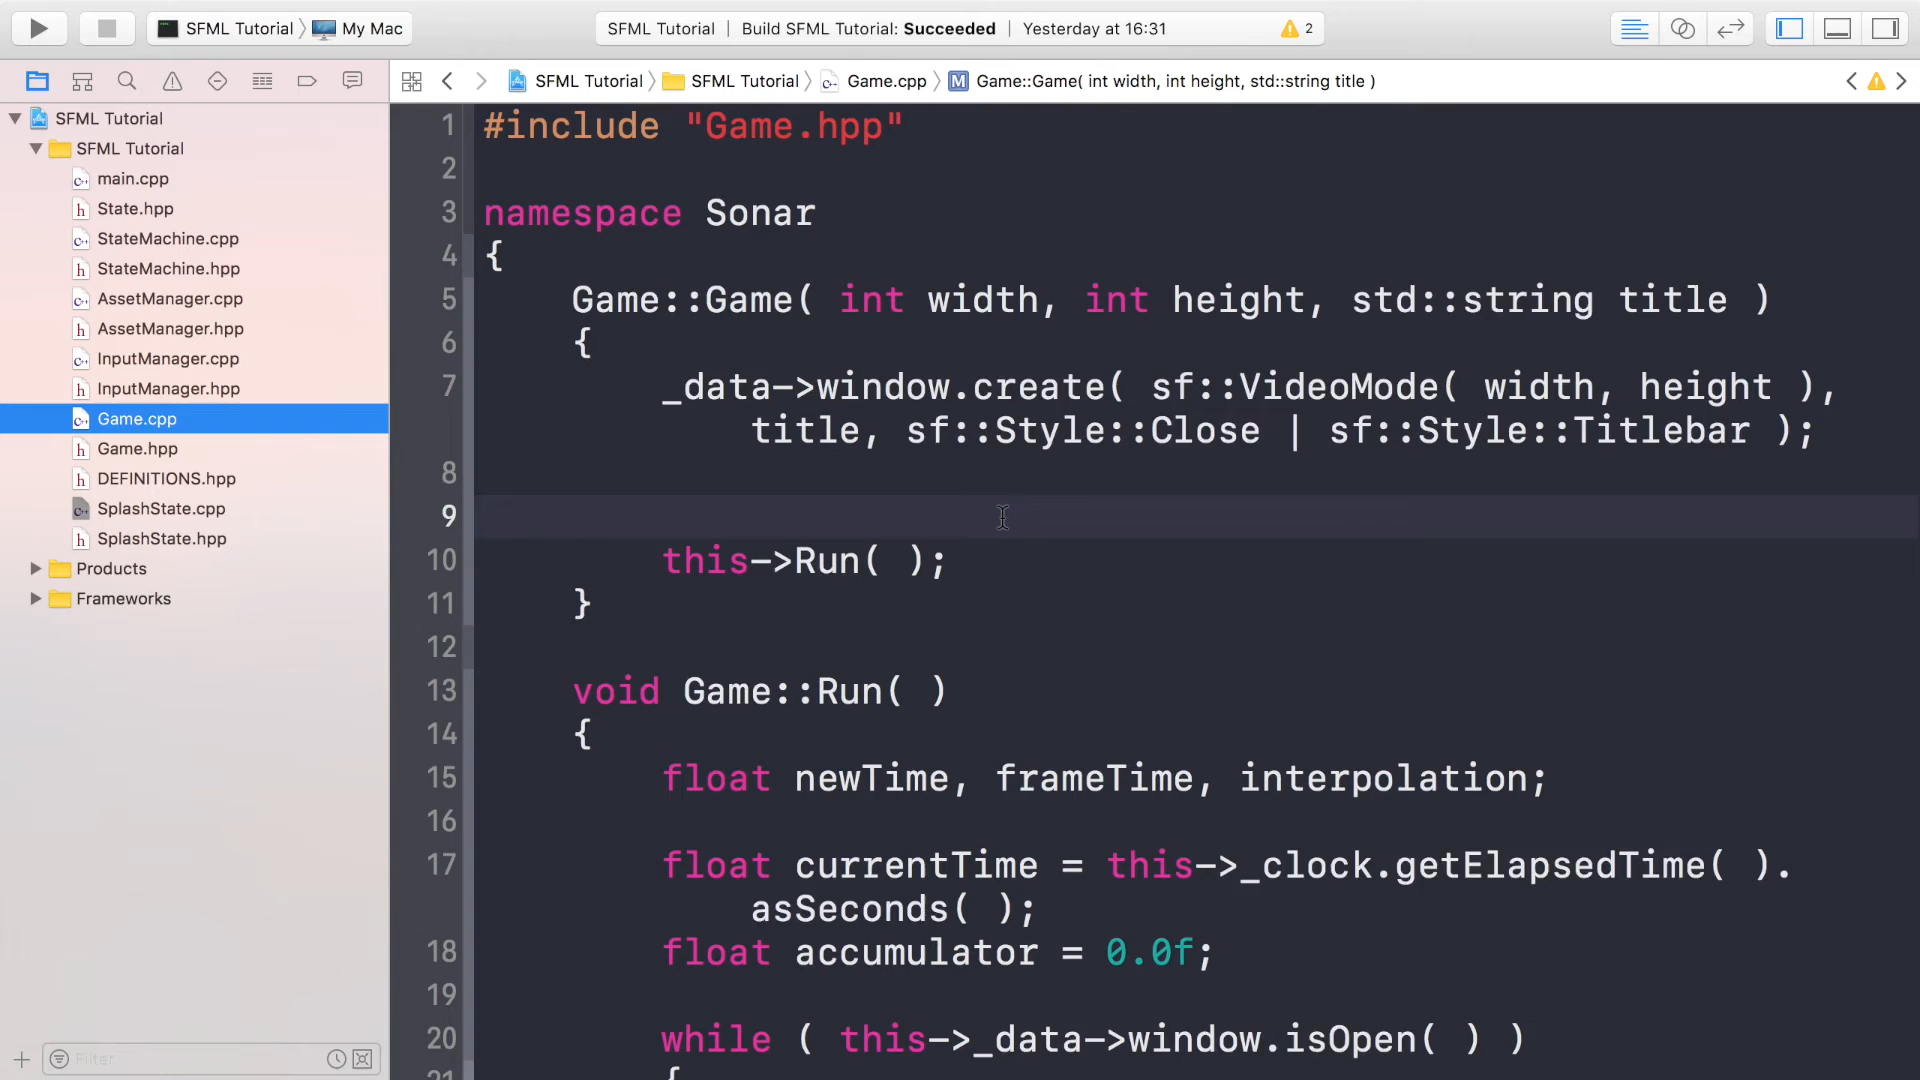 SFML Tutorial 〉 My Mac
SFML Tutorial | Build SFML Tutorial: Succeeded | Yesterday at 16:31
2
SFML Tutorial 〉 SFML Tutorial 〉 Game.cpp 〉 M Game::Game( int width, int height, std::string title )
SFML Tutorial
SFML Tutorial
main.cpp
State.hpp
StateMachine.cpp
StateMachine.hpp
AssetManager.cpp
AssetManager.hpp
InputManager.cpp
InputManager.hpp
Game.cpp
Game.hpp
DEFINITIONS.hpp
SplashState.cpp
SplashState.hpp
Products
Frameworks
Filter
1 #include "Game.hpp"
2
3 namespace Sonar
4 {
5 Game::Game( int width, int height, std::string title )
6 {
7 _data->window.create( sf::VideoMode( width, height ),
title, sf::Style::Close | sf::Style::Titlebar );
8
9
10 this->Run( );
11 }
12
13 void Game::Run( )
14 {
15 float newTime, frameTime, interpolation;
16
17 float currentTime = this->_clock.getElapsedTime( ).
asSeconds( );
18 float accumulator = 0.0f;
19
20 while ( this->_data->window.isOpen( ) )
21 {